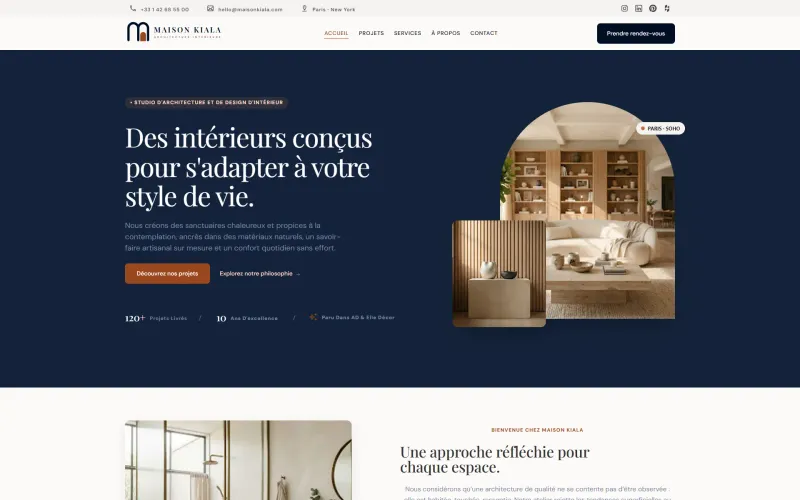 +33 1 42 68 55 00
hello@maisonkiala.com
Paris · New York
MAISON KIALA
ARCHITECTURE INTÉRIEURE
ACCUEIL
PROJETS
SERVICES
À PROPOS
CONTACT
Prendre rendez-vous
• STUDIO D'ARCHITECTURE ET DE DESIGN D'INTÉRIEUR
Des intérieurs conçus
pour s'adapter à votre
style de vie.
Nous créons des sanctuaires chaleureux et propices à la
contemplation, ancrés dans des matériaux naturels, un savoir-
faire artisanal sur mesure et un confort quotidien sans effort.
Découvrez nos projets
Explorez notre philosophie →
120+ Projets Livrés / 10 Ans D'excellence / Paru Dans AD & Elle Décor
PARIS · SOHO
BIENVENUE CHEZ MAISON KIALA
Une approche réfléchie pour
chaque espace.
Nous considérons qu'une architecture de qualité ne se contente pas d'être observée :